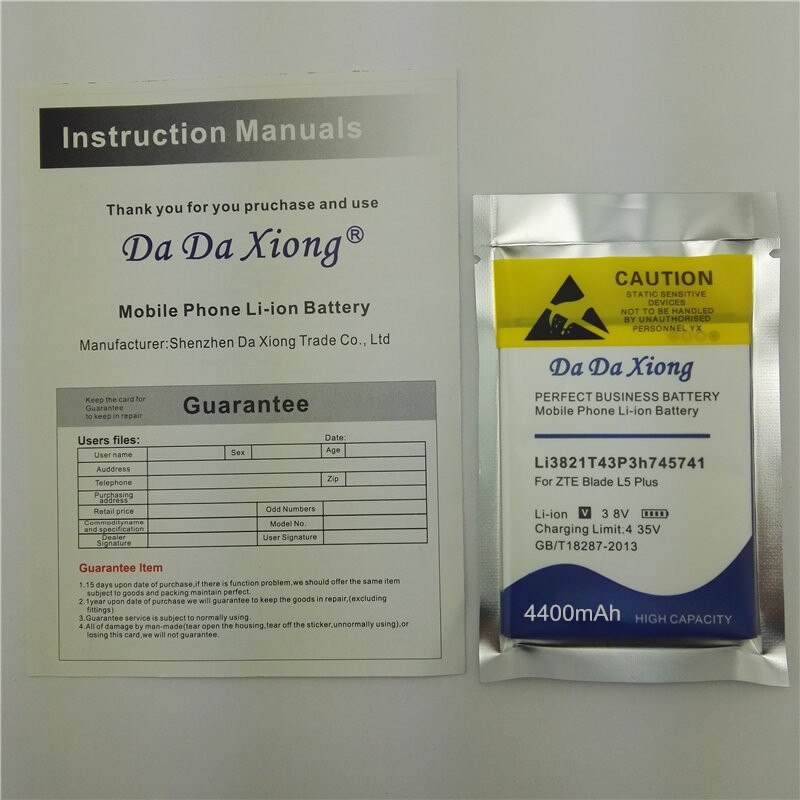 Instruction Manuals
Thank you for you pruchase and use
Da Da Xiong®
Mobile Phone Li-ion Battery
Manufacturer:Shenzhen Da Xiong Trade Co., Ltd
Keep the card for
Guarantee
to keep in repair
Guarantee
Users files:
Date:
User name
Sex
Age
Auddress
Telephone
Zip
Purchasing
address
Retail price
Odd Numbers
Commodityname
and specification
Model No.
Dealer
Signature
User Signature
Guarantee Item
1.15 days upon date of purchase,if there is function problem,we should offer the same item
subject to goods and packing maintain perfect.
2.1year upon date of purchase we will guarantee to keep the goods in repair,(excluding
fittings)
3.Guarantee service is subject to normally using.
4.All of damage by man-made(tear open the housing,tear off the sticker,unnormally using),or
losing this card,we will not guarantee.
CAUTION
STATIC SENSITIVE
DEVICES
NOT TO BE HANDLED
BY UNAUTHORISED
PERSONNEL YX
Da Da Xiong
PERFECT BUSINESS BATTERY
Mobile Phone Li-ion Battery
Li3821T43P3h745741
For ZTE Blade L5 Plus
Li-ion V 3 8V
Charging Limit:4 35V
GB/T18287-2013
4400mAh
HIGH CAPACITY